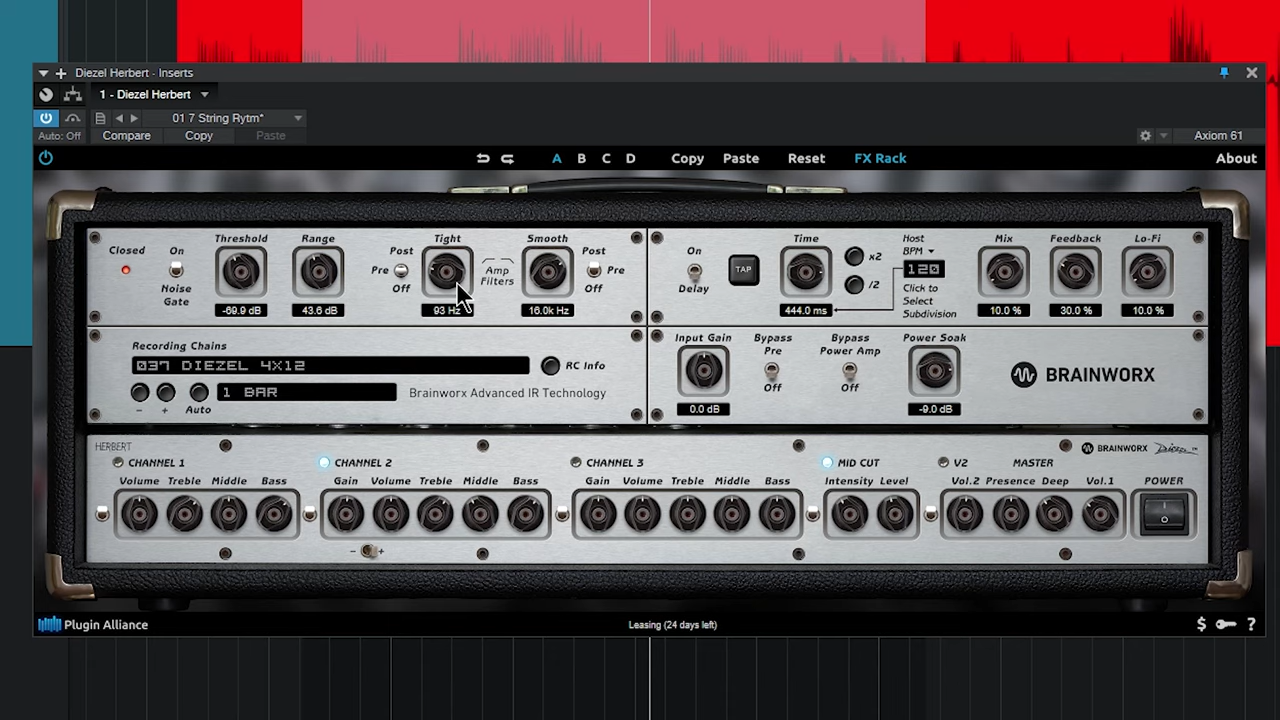 Diezel Herbert - Inserts
1 - Diezel Herbert
01 7 String Rytm*
Auto: Off Compare Copy Paste Axiom 61
A B C D Copy Paste Reset FX Rack About
Closed On Noise Gate Threshold Range Post Pre Off Tight Amp Filters Smooth Post Pre Off
-69.9 dB 43.6 dB 93 Hz 16.0k Hz
On Delay TAP Time x2 /2 Host BPM 120 Click to Select Subdivision Mix Feedback Lo-Fi
444.0 ms 10.0 % 30.0 % 10.0 %
Recording Chains
037 DIEZEL 4X12 RC Info
1 BAR Brainworx Advanced IR Technology
- + Auto
Input Gain Bypass Pre Off Bypass Power Amp Off Power Soak BRAINWORX
0.0 dB -9.0 dB
HERBERT BRAINWORX Diezel
CHANNEL 1 CHANNEL 2 CHANNEL 3 MID CUT V2 MASTER
Volume Treble Middle Bass Gain Volume Treble Middle Bass Gain Volume Treble Middle Bass Intensity Level Vol.2 Presence Deep Vol.1 POWER
- +
Plugin Alliance Leasing (24 days left) $ ?